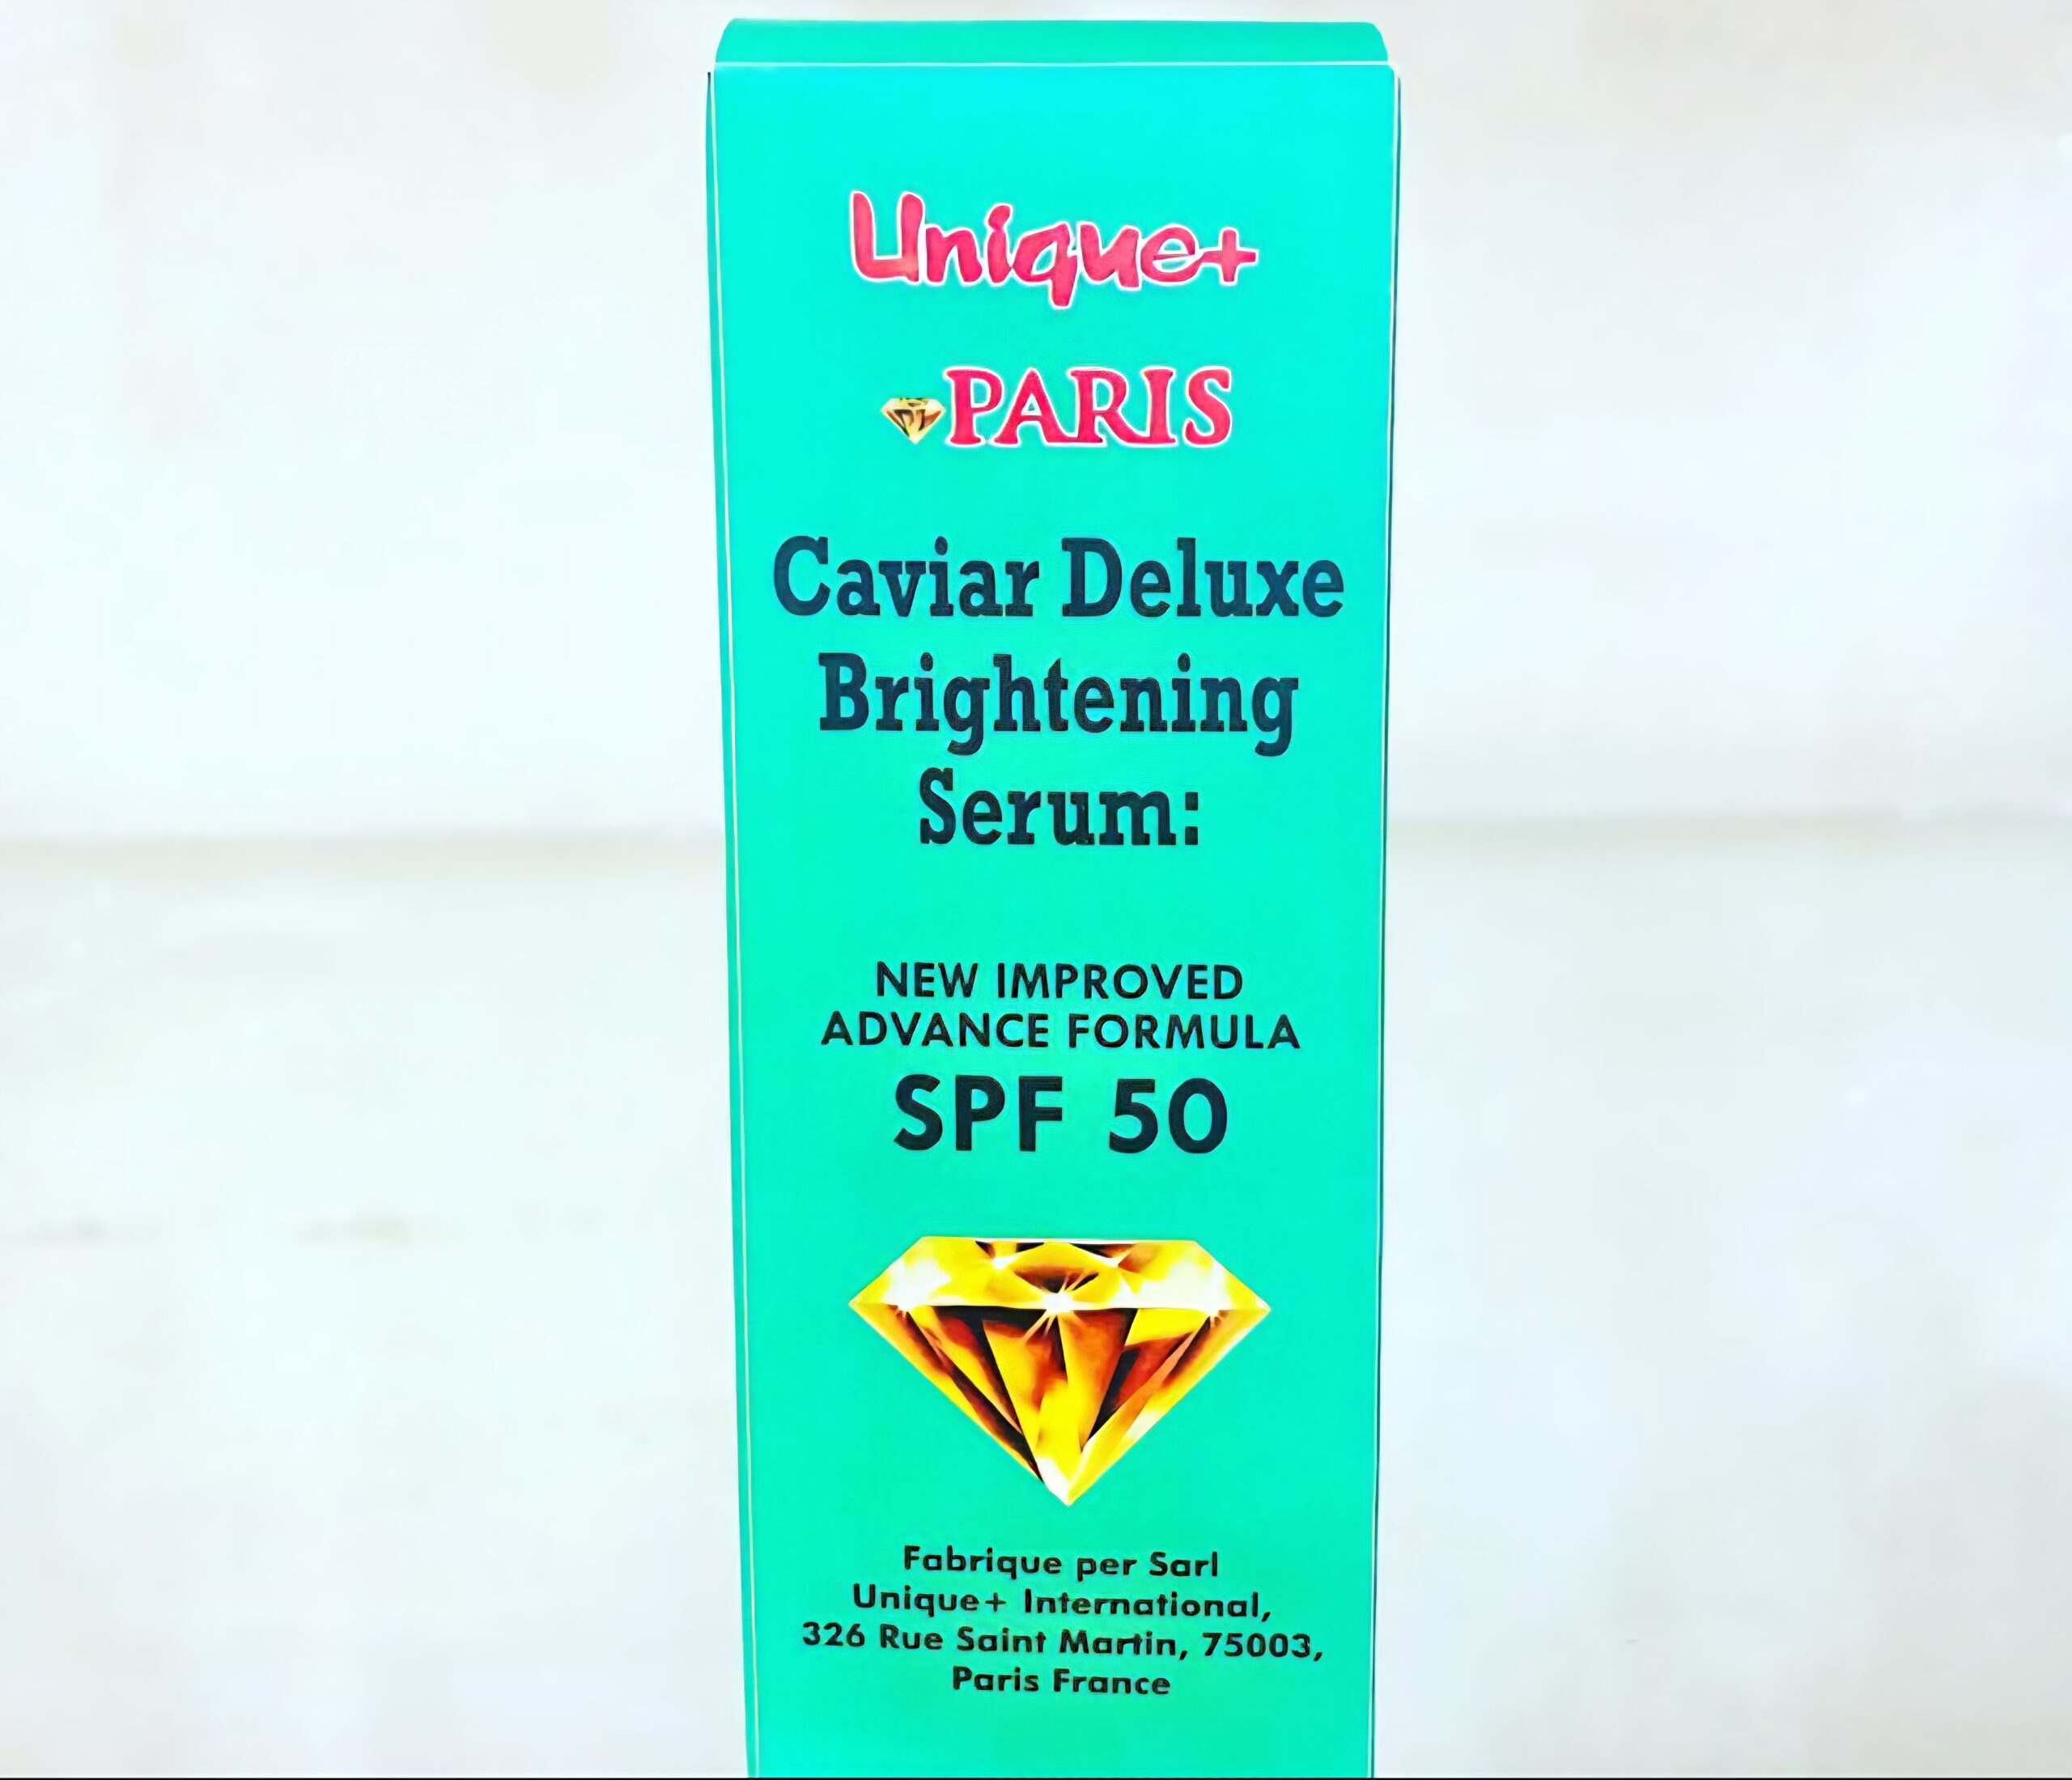 Unique+
PARIS
Caviar Deluxe
Brightening
Serum:
NEW IMPROVED
ADVANCE FORMULA
SPF 50
Fabrique per Sarl
Unique+ International,
326 Rue Saint Martin, 75003,
Paris France